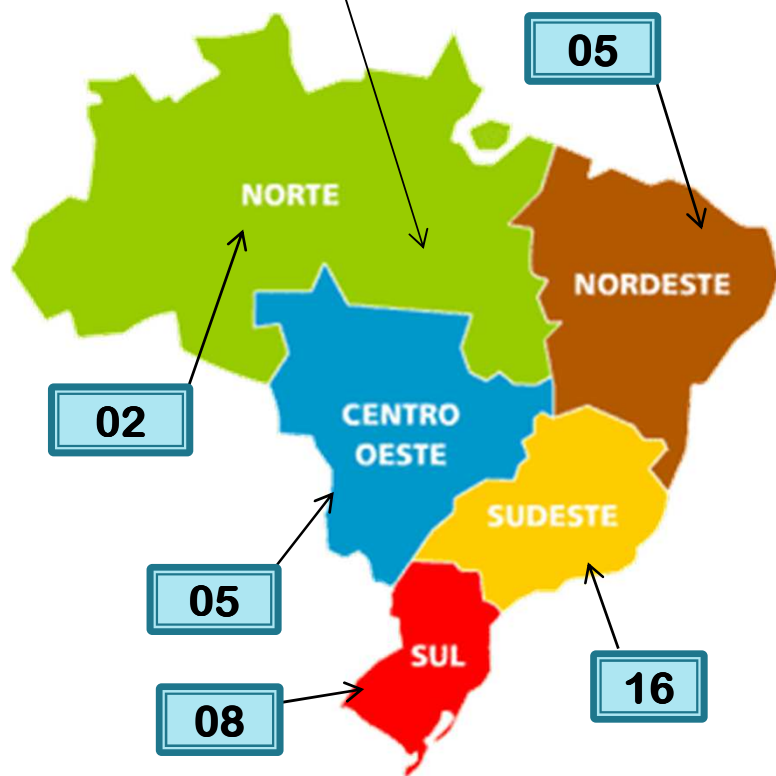 05
NORTE
NORDESTE
02
CENTRO
OESTE
SUDESTE
05
SUL
16
08